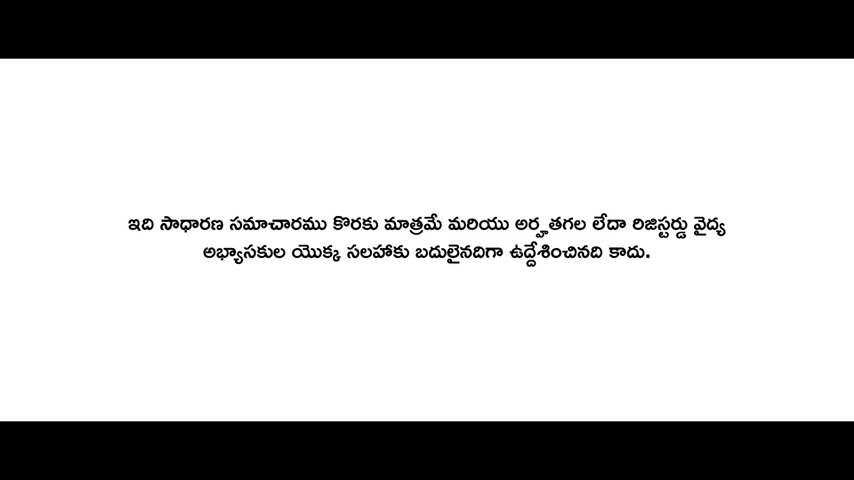 ఇది సాధారణ సమాచారము కొరకు మాత్రమే మరియు అర్హతగల లేదా రిజిస్టర్డు వైద్య
అభ్యాసకుల యొక్క సలహాకు బదులైనదిగా ఉద్దేశించినది కాదు.